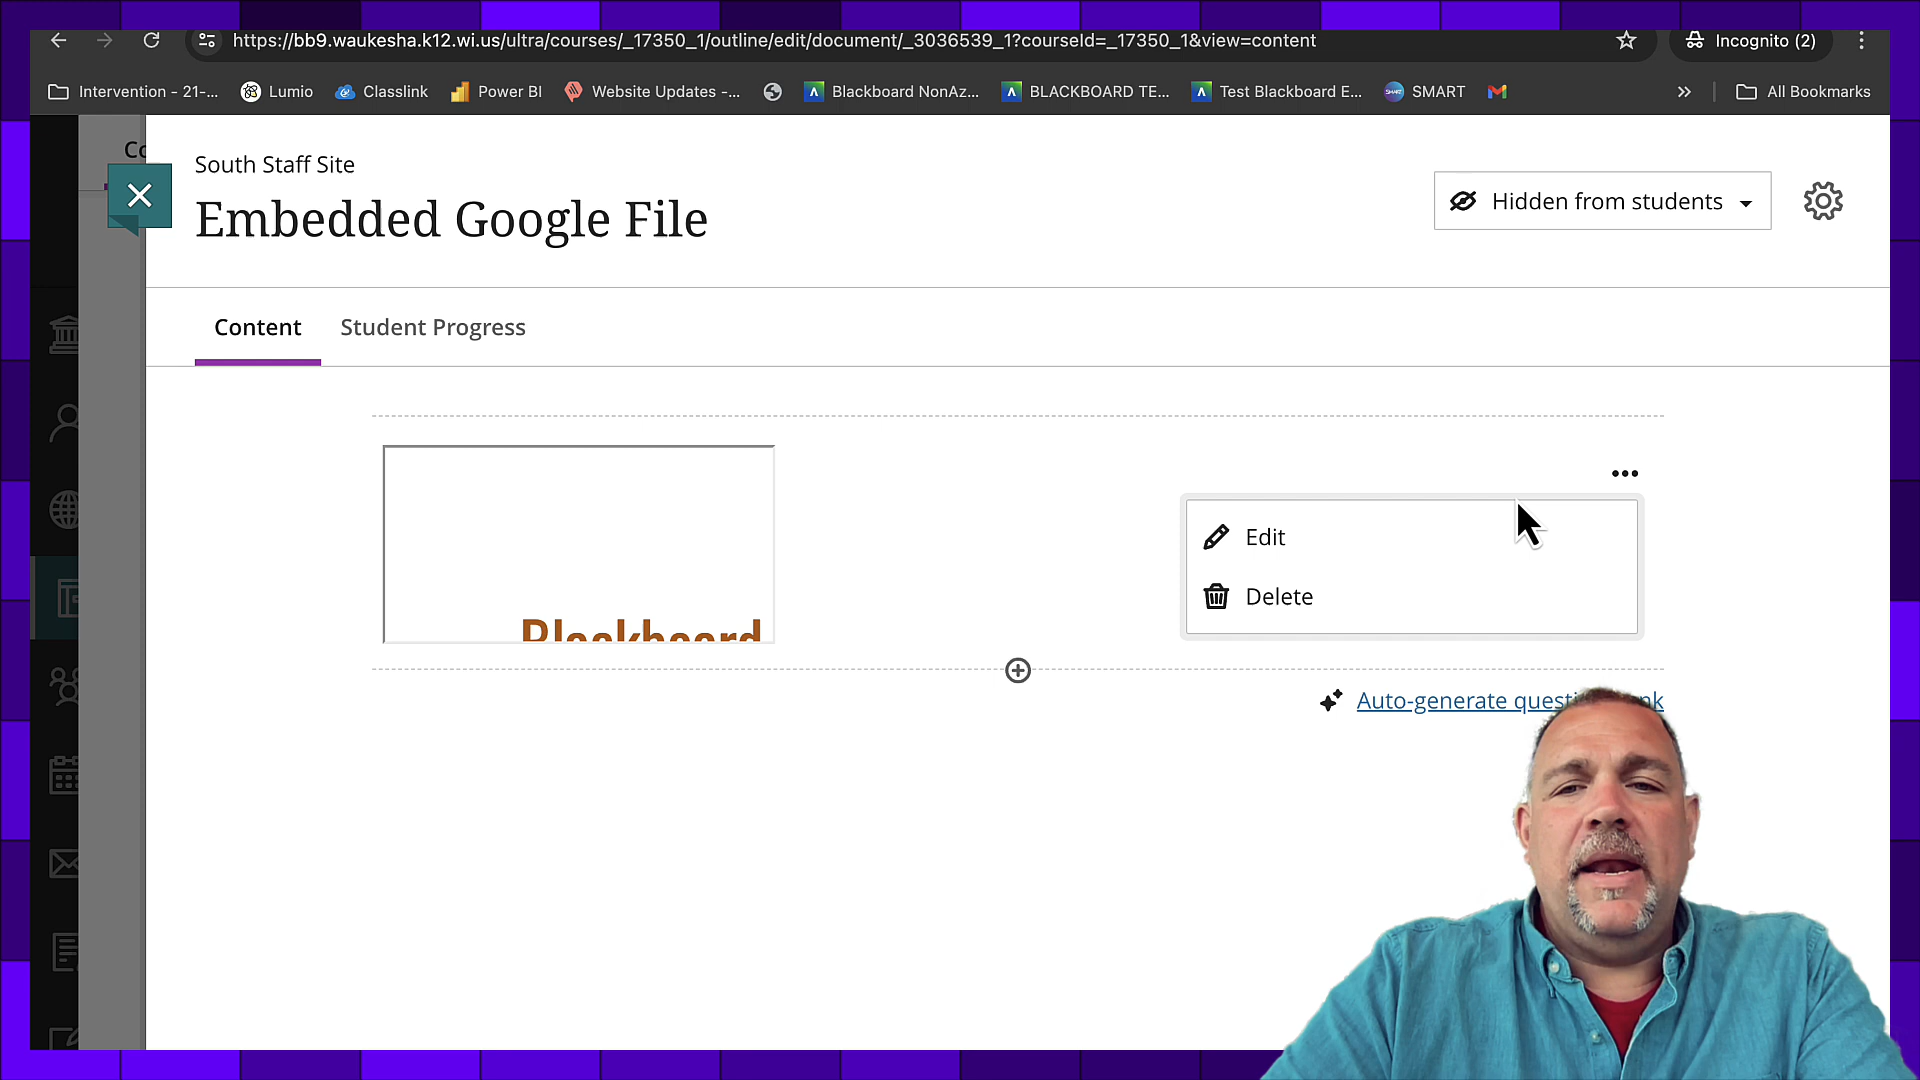 https://bb9.waukesha.k12.wi.us/ultra/courses/_17350_1/outline/edit/document/_3036539_1?courseId=_17350_1&view=content
Incognito (2)
Intervention - 21-...
Lumio
Classlink
Power BI
Website Updates -...
Blackboard NonAz...
BLACKBOARD TE...
Test Blackboard E...
SMART
All Bookmarks
South Staff Site
Embedded Google File
Hidden from students
Content
Student Progress
Edit
Delete
Blackboard
Auto-generate